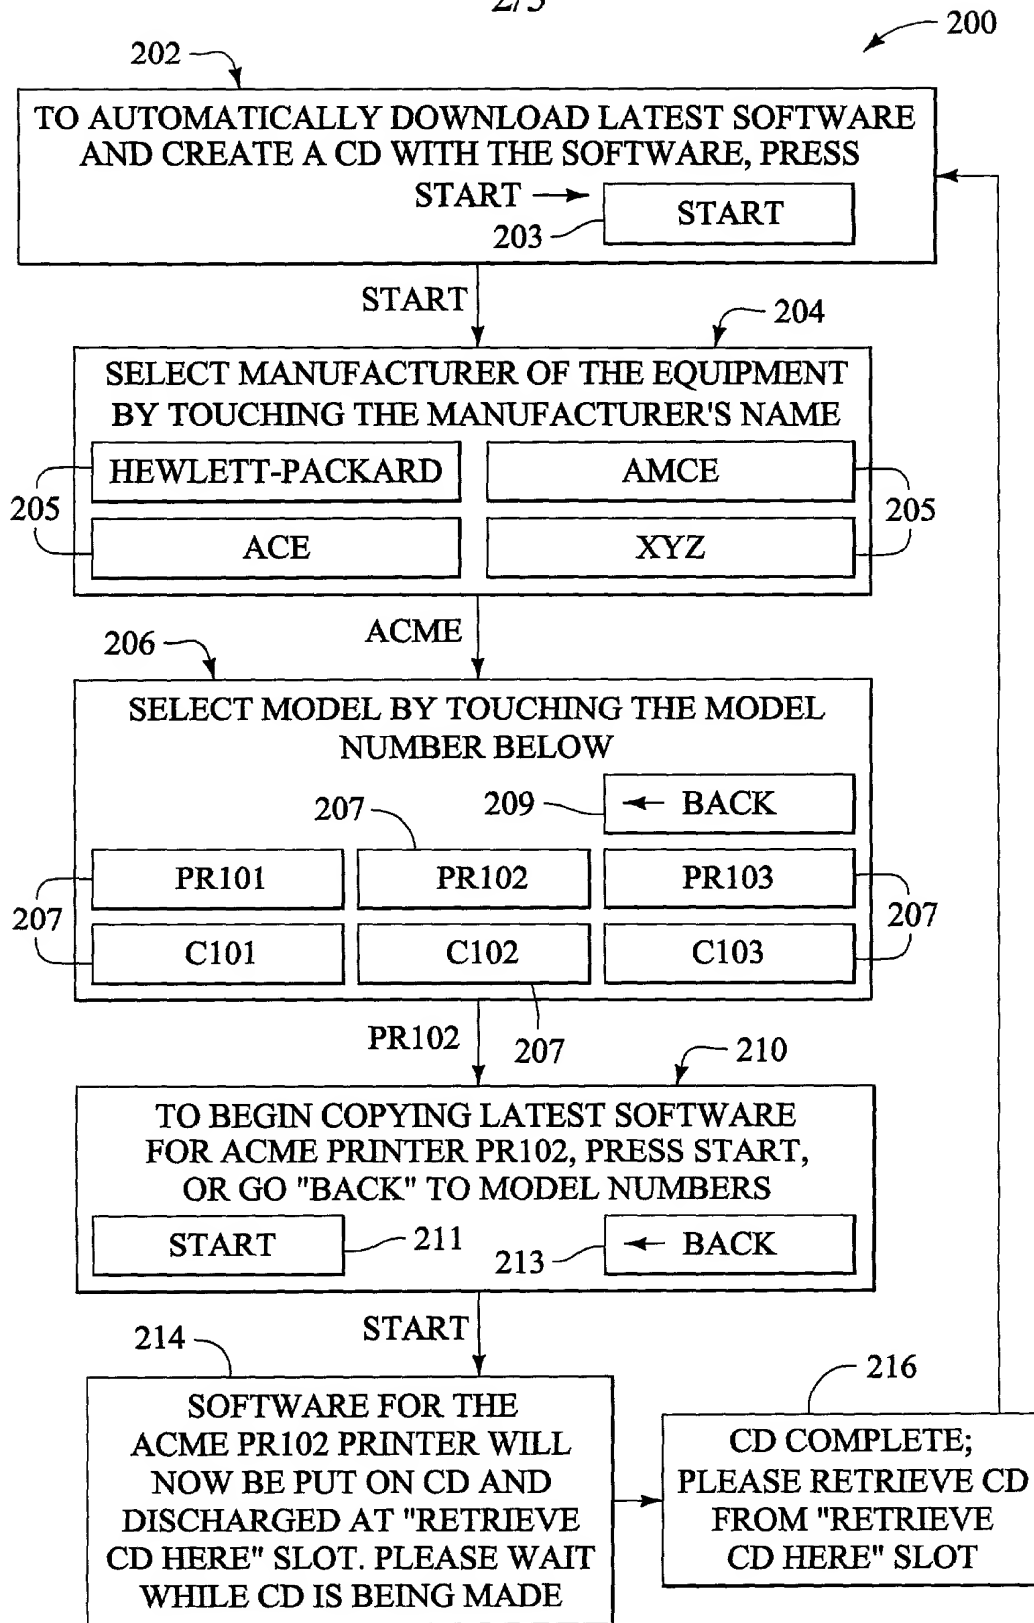 2/3
200
202
TO AUTOMATICALLY DOWNLOAD LATEST SOFTWARE
AND CREATE A CD WITH THE SOFTWARE, PRESS
START
START
203
START
204
SELECT MANUFACTURER OF THE EQUIPMENT
BY TOUCHING THE MANUFACTURER'S NAME
HEWLETT-PACKARD
AMCE
205
205
ACE
XYZ
ACME
206
SELECT MODEL BY TOUCHING THE MODEL
NUMBER BELOW
207
209
BACK
PR101
PR102
PR103
207
207
C101
C102
C103
PR102
207
210
TO BEGIN COPYING LATEST SOFTWARE
FOR ACME PRINTER PR102, PRESS START,
OR GO "BACK" TO MODEL NUMBERS
START
211
213
BACK
START
214
216
SOFTWARE FOR THE
ACME PR102 PRINTER WILL
NOW BE PUT ON CD AND
DISCHARGED AT "RETRIEVE
CD HERE" SLOT. PLEASE WAIT
WHILE CD IS BEING MADE
CD COMPLETE;
PLEASE RETRIEVE CD
FROM "RETRIEVE
CD HERE" SLOT